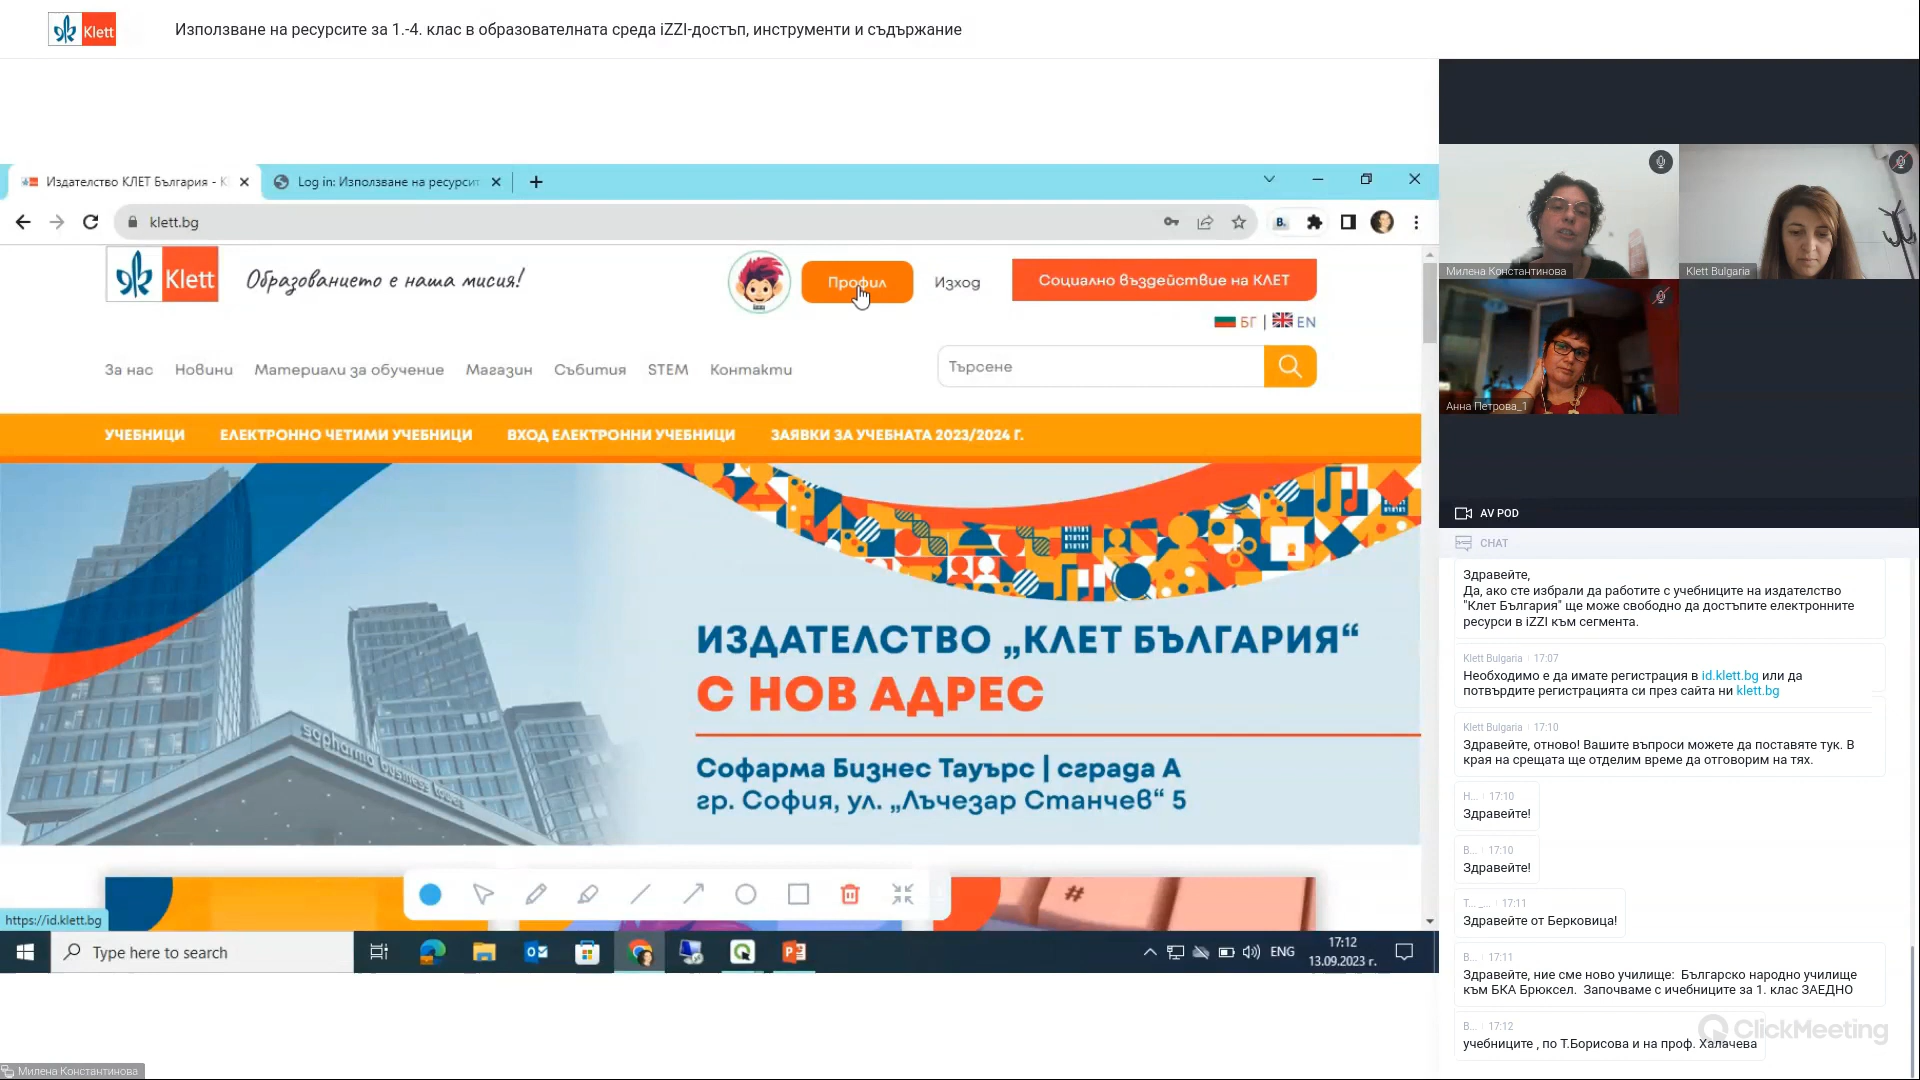 Klett
Използване на ресурсите за 1.-4. клас в образователната среда iZZI-достъп, инструменти и съдържание
Издателство КЛЕТ България - К
Log in: Използване на ресурсит
klett.bg
Klett
Образованието е наша мисия!
Профил
Изход
Социално въздействие на КЛЕТ
БГ | EN
За нас Новини Материали за обучение Магазин Събития STEM Контакти
Търсене
УЧЕБНИЦИ ЕЛЕКТРОННО ЧЕТИМИ УЧЕБНИЦИ ВХОД ЕЛЕКТРОННИ УЧЕБНИЦИ ЗАЯВКИ ЗА УЧЕБНАТА 2023/2024 Г.
sopharma business towers
ИЗДАТЕЛСТВО „КЛЕТ БЪЛГАРИЯ“
С НОВ АДРЕС
Софарма Бизнес Тауърс | сграда А
гр. София, ул. „Лъчезар Станчев“ 5
#
https://id.klett.bg
Type here to search
ENG
17:12
13.09.2023 г.
Милена Константинова
Милена Константинова
Klett Bulgaria
Анна Петрова_1
AV POD
CHAT
Здравейте,
Да, ако сте избрали да работите с учебниците на издателство
"Клет България" ще може свободно да достъпите електронните
ресурси в iZZI към сегмента.
Klett Bulgaria 17:07
Необходимо е да имате регистрация в id.klett.bg или да
потвърдите регистрацията си през сайта ни klett.bg
Klett Bulgaria 17:10
Здравейте, отново! Вашите въпроси можете да поставяте тук. В
края на срещата ще отделим време да отговорим на тях.
Н... 17:10
Здравейте!
В... 17:10
Здравейте!
Т... _... 17:11
Здравейте от Берковица!
В... 17:11
Здравейте, ние сме ново училище: Българско народно училище
към БКА Брюксел. Започваме с ичебниците за 1. клас ЗАЕДНО
В... 17:12
учебниците , по Т.Борисова и на проф. Халачева
ClickMeeting